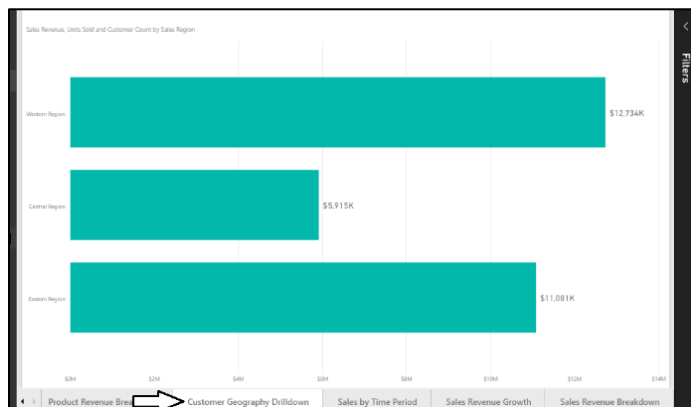 Sales Revenue, Units Sold and Customer Count by Sales Region
Filters
Western Region
$12,734K
Central Region
$5,915K
Eastern Region
$11,081K
$0M $2M $4M $6M $8M $10M $12M $14M
Product Revenue Brea Customer Geography Drilldown Sales by Time Period Sales Revenue Growth Sales Revenue Breakdown